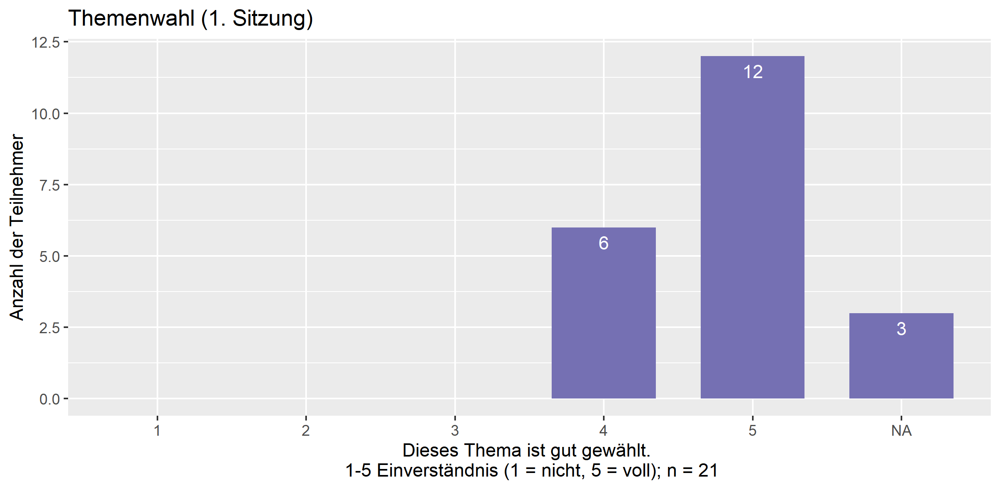 Themenwahl (1. Sitzung)
Anzahl der Teilnehmer
12.5
10.0
7.5
5.0
2.5
0.0
6
12
3
1 2 3 4 5 NA
Dieses Thema ist gut gewählt.
1-5 Einverständnis (1 = nicht, 5 = voll); n = 21